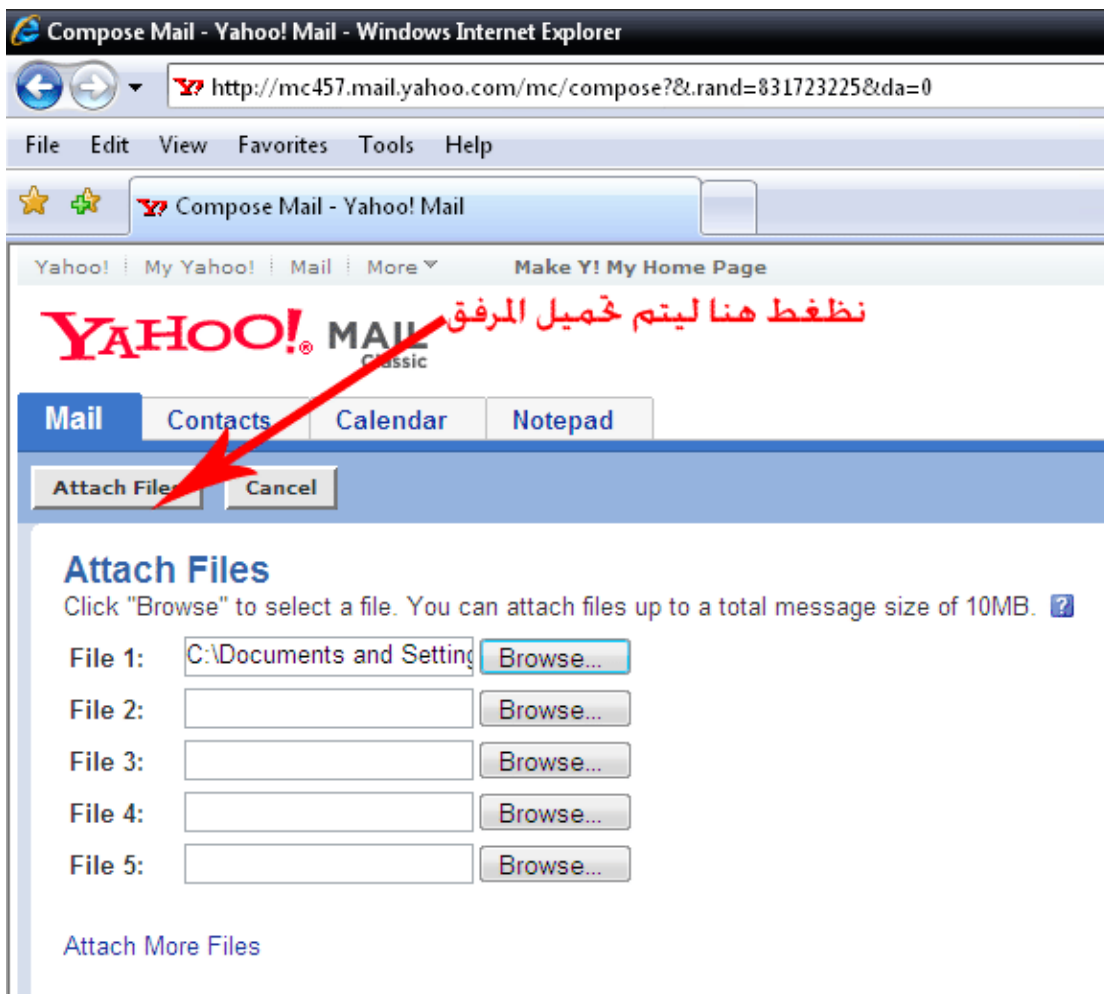 Compose Mail - Yahoo! Mail - Windows Internet Explorer
http://mc457.mail.yahoo.com/mc/compose?&.rand=831723225&da=0
File Edit View Favorites Tools Help
Compose Mail - Yahoo! Mail
Yahoo! My Yahoo! Mail More Make Y! My Home Page
نظغط هنا ليتم تحميل المرفق
YAHOO!® MAIL
Classic
Mail Contacts Calendar Notepad
Attach Files Cancel
Attach Files
Click "Browse" to select a file. You can attach files up to a total message size of 10MB. ?
File 1: C:\Documents and Setting Browse...
File 2: Browse...
File 3: Browse...
File 4: Browse...
File 5: Browse...
Attach More Files